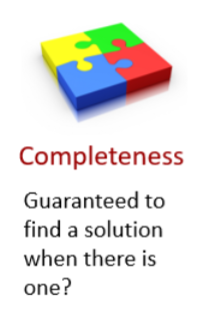 Completeness
Guaranteed to
find a solution
when there is
one?